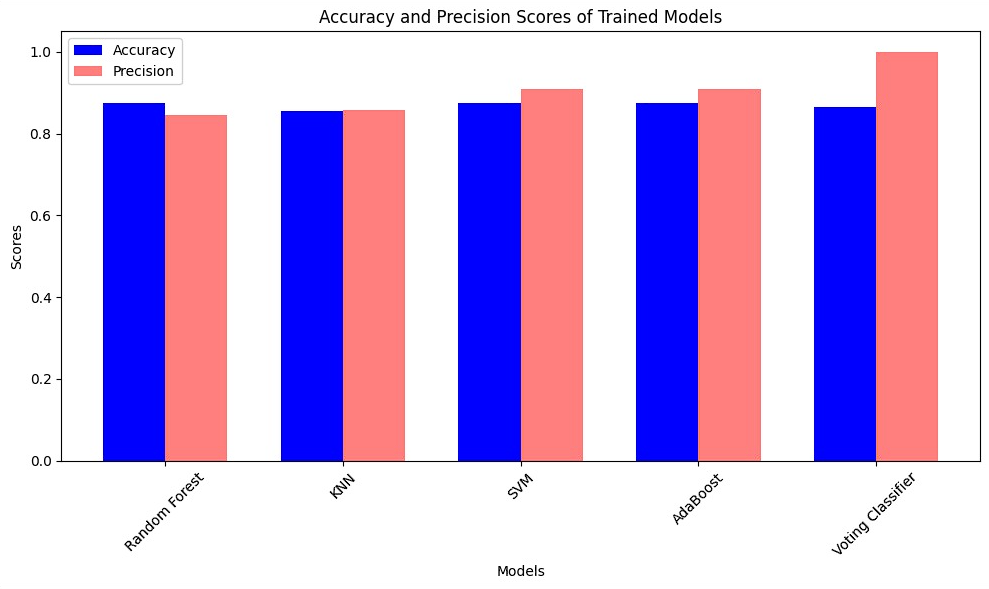 Accuracy and Precision Scores of Trained Models
Accuracy
Precision
Scores
1.0
0.8
0.6
0.4
0.2
0.0
Random Forest
KNN
SVM
AdaBoost
Voting Classifier
Models